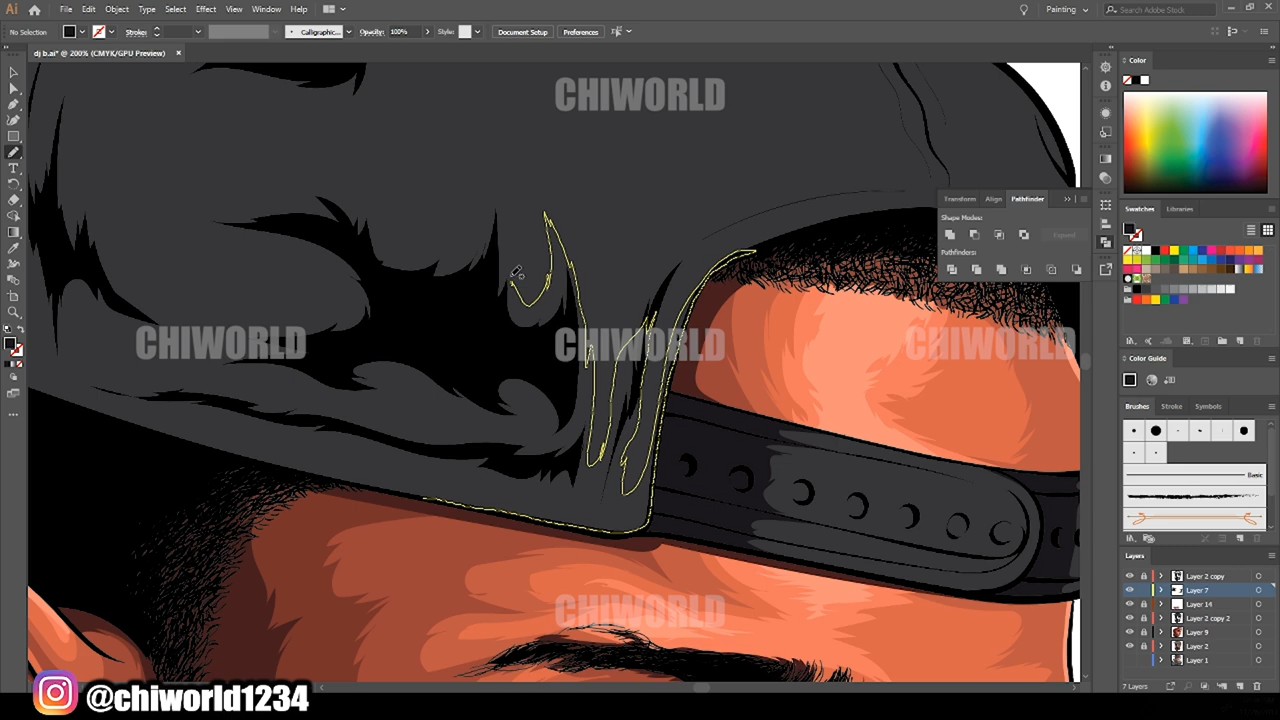 Ai File Edit Object Type Select Effect View Window Help Painting Search Adobe Stock
No Selection Stroke: Calligraphic... Opacity: 100% Style: Document Setup Preferences
dj b.ai* @ 200% (CMYK/GPU Preview)
Color
CHIWORLD
Transform Align Pathfinder
Shape Modes:
Expand
Pathfinders:
Swatches Libraries
CHIWORLD CHIWORLD CHIWORLD
Color Guide
Brushes Stroke Symbols
Basic
Layers
Layer 2 copy
Layer 7
Layer 14
Layer 2 copy 2
Layer 9
Layer 2
Layer 1
7 Layers
CHIWORLD
@chiworld1234